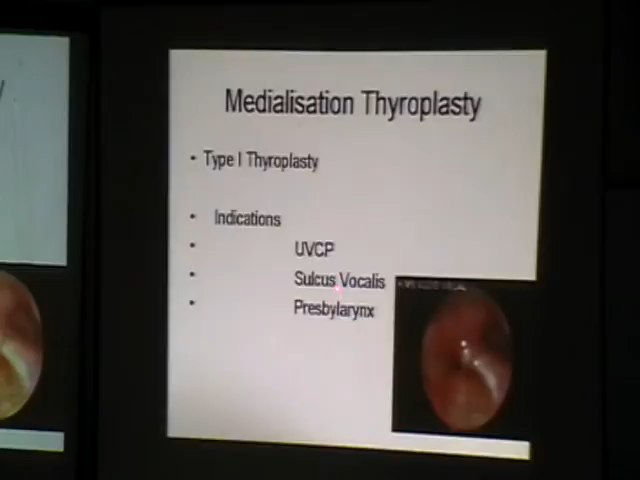 Medialisation Thyroplasty
• Type I Thyroplasty
• Indications
• UVCP
• Sulcus Vocalis
• Presbylarynx